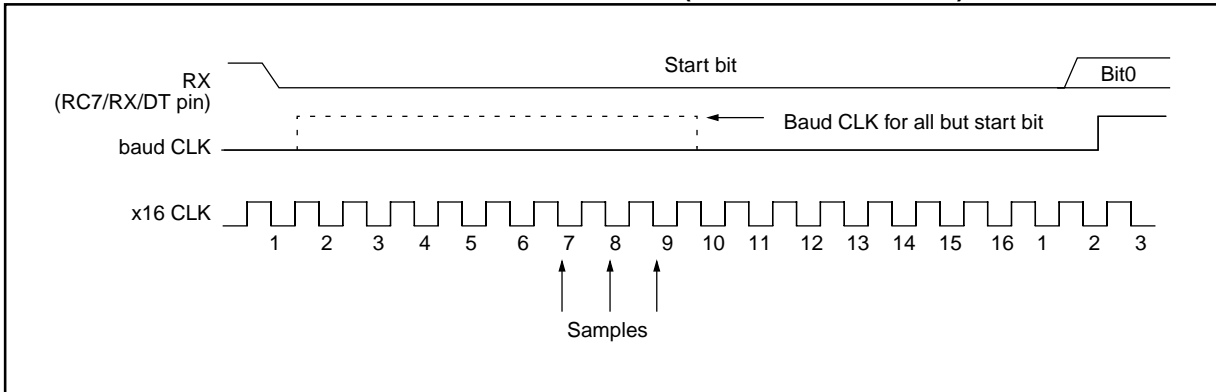 Start bit
Bit0
RX
(RC7/RX/DT pin)
Baud CLK for all but start bit
baud CLK
x16 CLK
1 2 3 4 5 6 7 8 9 10 11 12 13 14 15 16 1 2 3
Samples